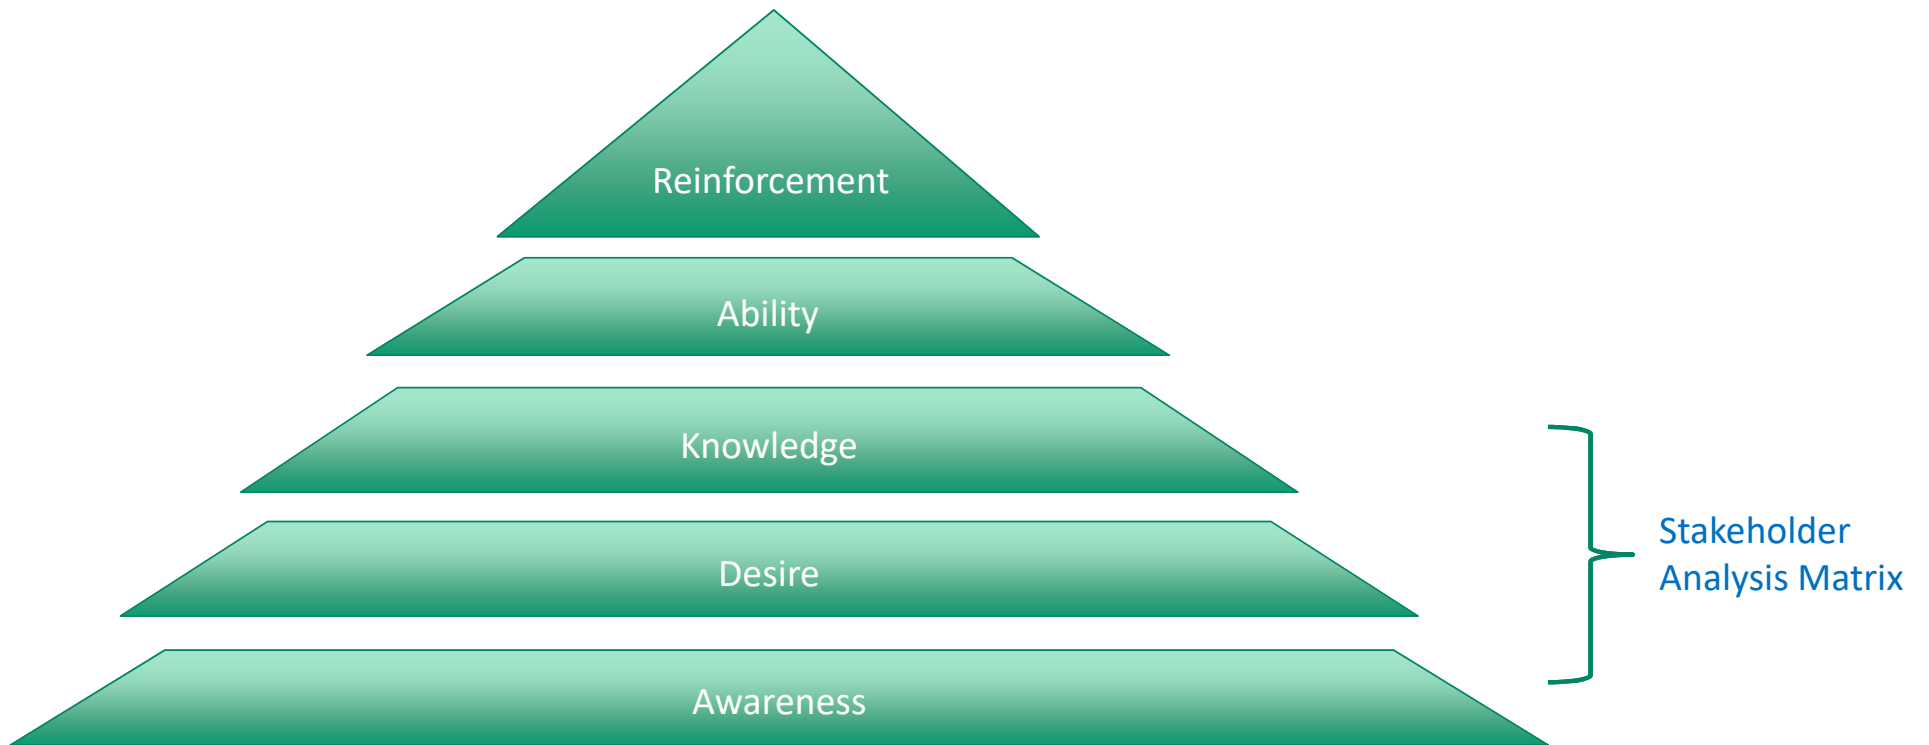 Reinforcement
Ability
Knowledge
Desire
Awareness
Stakeholder
Analysis Matrix